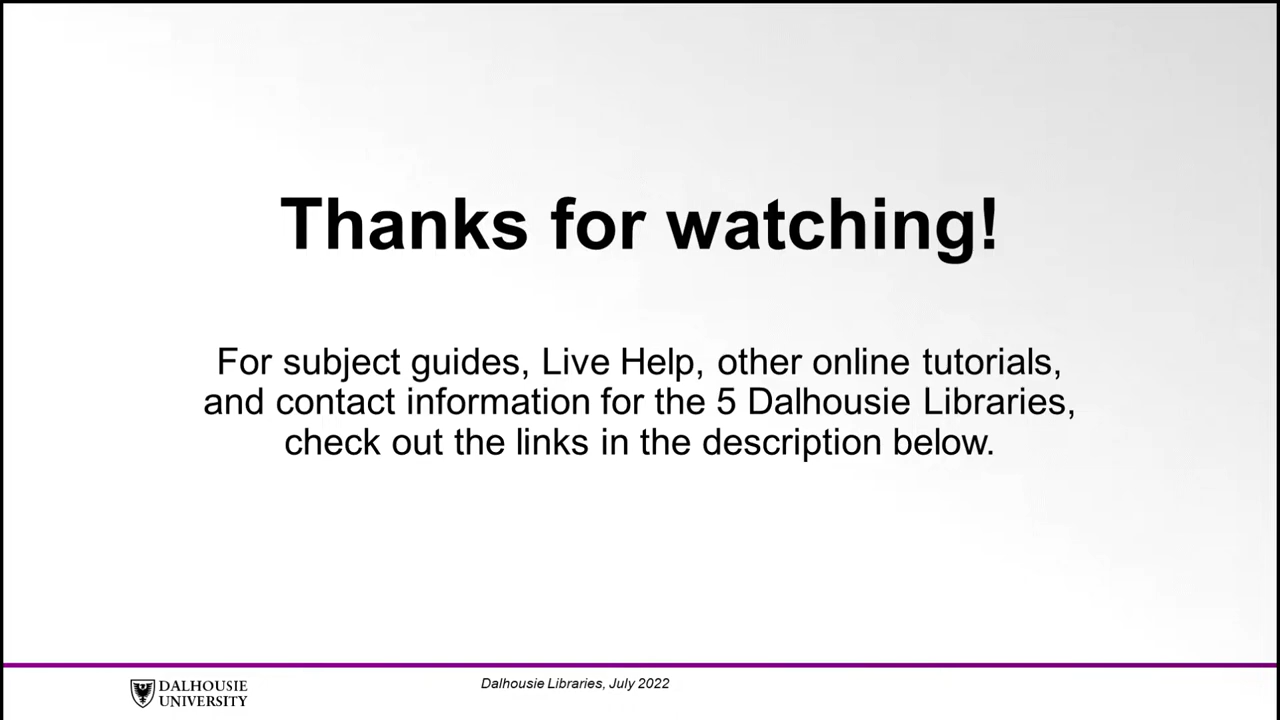 Thanks for watching!
For subject guides, Live Help, other online tutorials,
and contact information for the 5 Dalhousie Libraries,
check out the links in the description below.
DALHOUSIE
UNIVERSITY
Dalhousie Libraries, July 2022